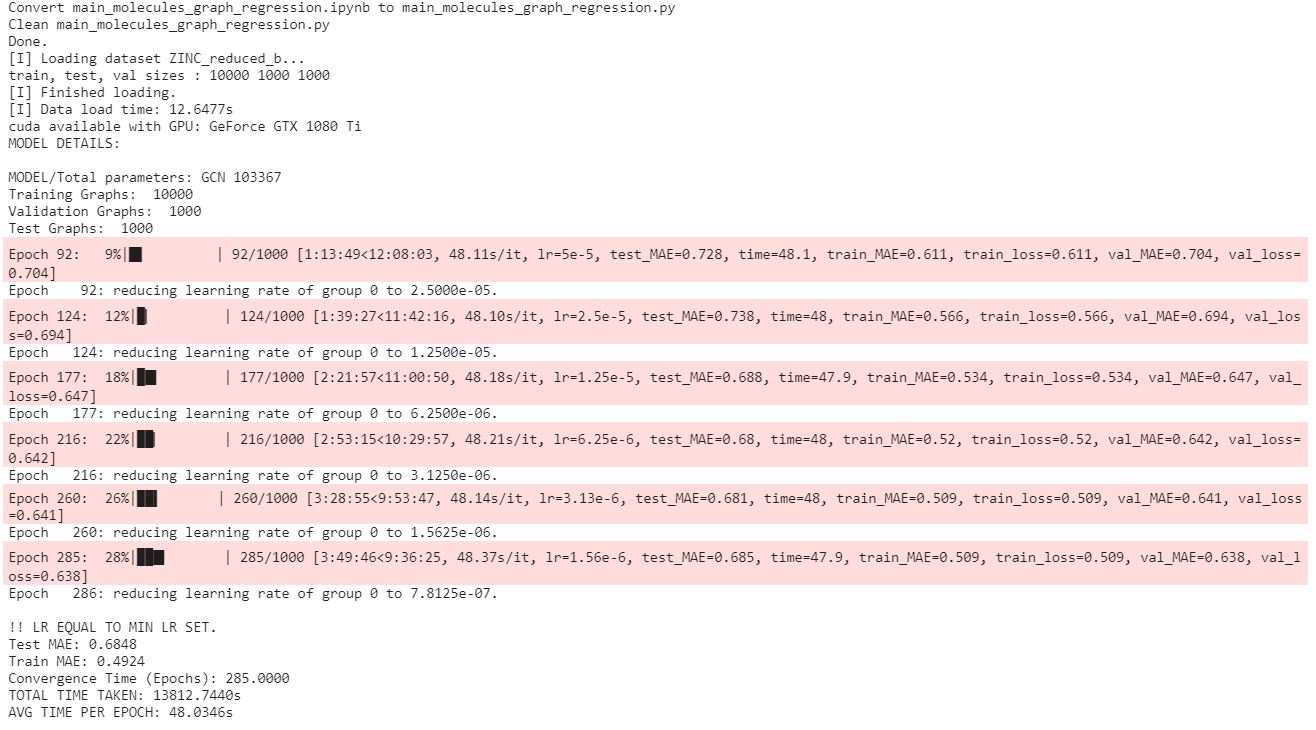 Convert main_molecules_graph_regression.ipynb to main_molecules_graph_regression.py
Clean main_molecules_graph_regression.py
Done.
[I] Loading dataset ZINC_reduced_b...
train, test, val sizes : 10000 1000 1000
[I] Finished loading.
[I] Data load time: 12.6477s
cuda available with GPU: GeForce GTX 1080 Ti
MODEL DETAILS:
MODEL/Total parameters: GCN 103367
Training Graphs:  10000
Validation Graphs:  1000
Test Graphs:  1000
Epoch 92:   9%|█         | 92/1000 [1:13:49<12:08:03, 48.11s/it, lr=5e-5, test_MAE=0.728, time=48.1, train_MAE=0.611, train_loss=0.611, val_MAE=0.704, val_loss=
0.704]
Epoch    92: reducing learning rate of group 0 to 2.5000e-05.
Epoch 124:  12%|█         | 124/1000 [1:39:27<11:42:16, 48.10s/it, lr=2.5e-5, test_MAE=0.738, time=48, train_MAE=0.566, train_loss=0.566, val_MAE=0.694, val_los
s=0.694]
Epoch   124: reducing learning rate of group 0 to 1.2500e-05.
Epoch 177:  18%|██        | 177/1000 [2:21:57<11:00:50, 48.18s/it, lr=1.25e-5, test_MAE=0.688, time=47.9, train_MAE=0.534, train_loss=0.534, val_MAE=0.647, val_
loss=0.647]
Epoch   177: reducing learning rate of group 0 to 6.2500e-06.
Epoch 216:  22%|██        | 216/1000 [2:53:15<10:29:57, 48.21s/it, lr=6.25e-6, test_MAE=0.68, time=48, train_MAE=0.52, train_loss=0.52, val_MAE=0.642, val_loss=
0.642]
Epoch   216: reducing learning rate of group 0 to 3.1250e-06.
Epoch 260:  26%|██▌       | 260/1000 [3:28:55<9:53:47, 48.14s/it, lr=3.13e-6, test_MAE=0.681, time=48, train_MAE=0.509, train_loss=0.509, val_MAE=0.641, val_loss
=0.641]
Epoch   260: reducing learning rate of group 0 to 1.5625e-06.
Epoch 285:  28%|██▊       | 285/1000 [3:49:46<9:36:25, 48.37s/it, lr=1.56e-6, test_MAE=0.685, time=47.9, train_MAE=0.509, train_loss=0.509, val_MAE=0.638, val_l
oss=0.638]
Epoch   286: reducing learning rate of group 0 to 7.8125e-07.
!! LR EQUAL TO MIN LR SET.
Test MAE: 0.6848
Train MAE: 0.4924
Convergence Time (Epochs): 285.0000
TOTAL TIME TAKEN: 13812.7440s
AVG TIME PER EPOCH: 48.0346s